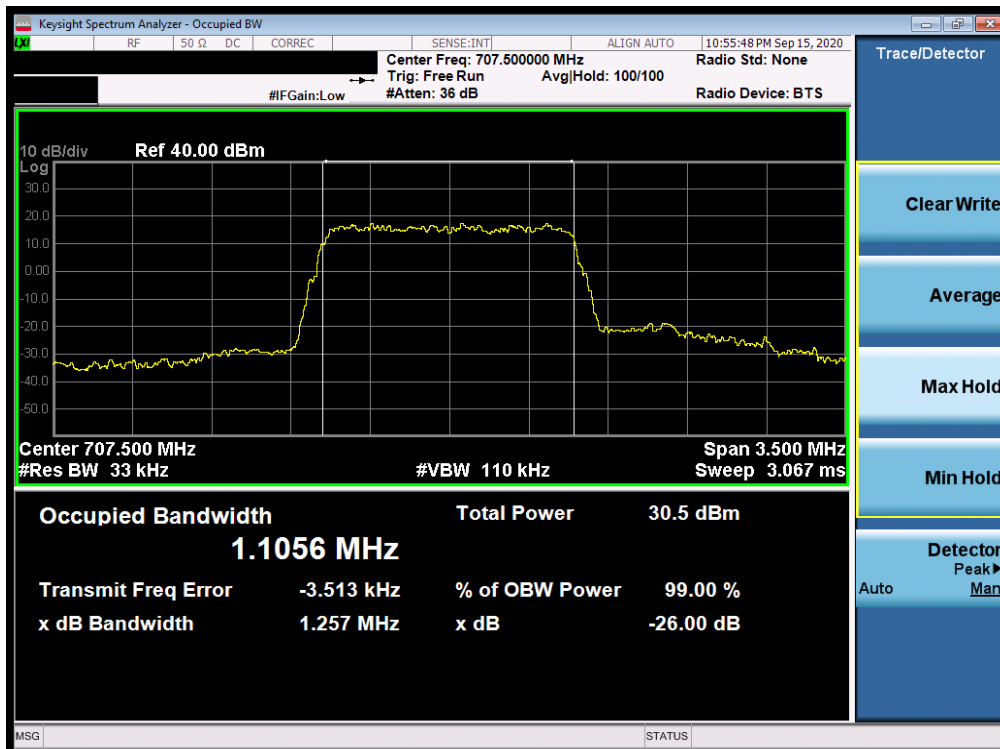 Keysight Spectrum Analyzer - Occupied BW
LXI RF 50 Ω DC CORREC SENSE:INT ALIGN AUTO 10:55:48 PM Sep 15, 2020
Center Freq: 707.500000 MHz Radio Std: None
Trig: Free Run Avg|Hold: 100/100
#IFGain:Low #Atten: 36 dB Radio Device: BTS
10 dB/div Ref 40.00 dBm
Log
30.0
20.0
10.0
0.00
-10.0
-20.0
-30.0
-40.0
-50.0
Center 707.500 MHz Span 3.500 MHz
#Res BW 33 kHz #VBW 110 kHz Sweep 3.067 ms
Occupied Bandwidth Total Power 30.5 dBm
1.1056 MHz
Transmit Freq Error -3.513 kHz % of OBW Power 99.00 %
x dB Bandwidth 1.257 MHz x dB -26.00 dB
MSG STATUS
Trace/Detector
Clear Write
Average
Max Hold
Min Hold
Detector
Peak▶
Auto Man